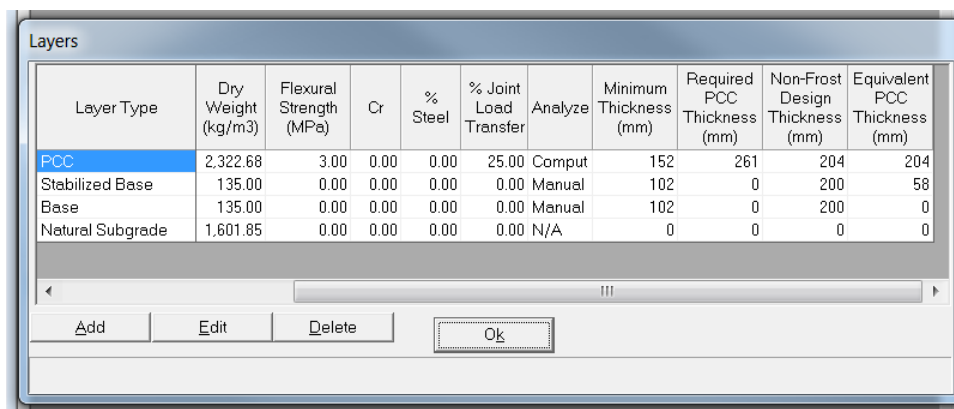 Layers
Layer Type Dry Weight (kg/m3) Flexural Strength (MPa) Cr % Steel % Joint Load Transfer Analyze Minimum Thickness (mm) Required PCC Thickness (mm) Non-Frost Design Thickness (mm) Equivalent PCC Thickness (mm)
PCC 2,322.68 3.00 0.00 0.00 25.00 Comput 152 261 204 204
Stabilized Base 135.00 0.00 0.00 0.00 0.00 Manual 102 0 200 58
Base 135.00 0.00 0.00 0.00 0.00 Manual 102 0 200 0
Natural Subgrade 1,601.85 0.00 0.00 0.00 0.00 N/A 0 0 0 0
Add Edit Delete Ok